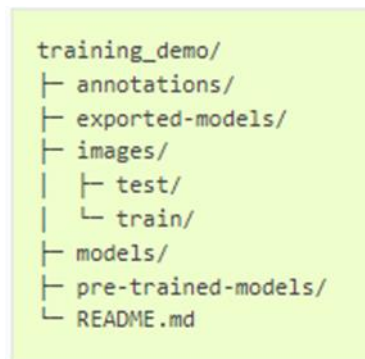 training_demo/
├─ annotations/
├─ exported-models/
├─ images/
│  ├─ test/
│  └─ train/
├─ models/
├─ pre-trained-models/
└─ README.md